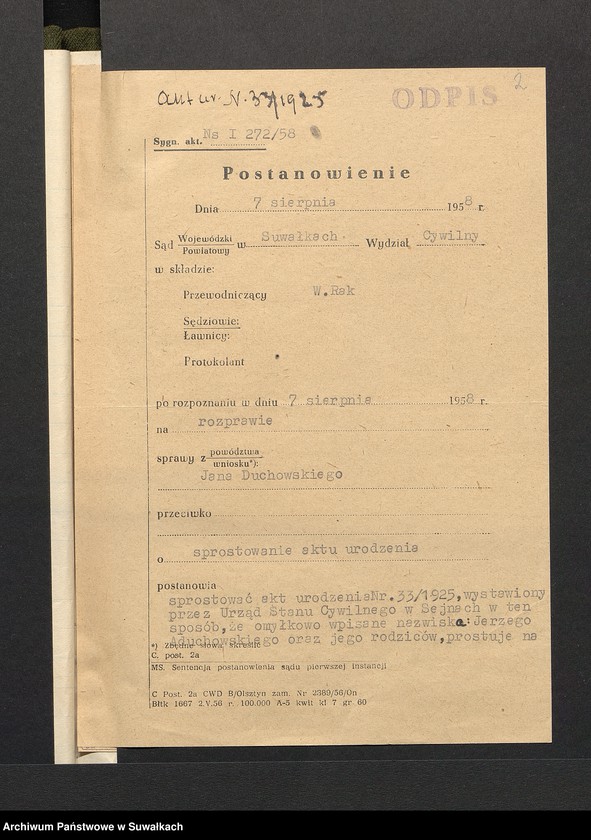 akt ur. N. 33/1925
ODPIS
2
Sygn. akt. Ns I 272/58
Postanowienie
Dnia 7 sierpnia 1958 r.
Sąd Wojewódzki Powiatowy w Suwałkach Wydział Cywilny
w składzie:
Przewodniczący W.Rak
Sędziowie:
Ławnicy:
Protokolant
po rozpoznaniu w dniu 7 sierpnia 1958 r.
na rozprawie
sprawy z powództwa wniosku*):
Jana Duchowskiego
przeciwko
o sprostowanie aktu urodzenia
postanawia
sprostować akt urodzeniaNr.33/1925,wystawiony
przez Urząd Stanu Cywilnego w Sejnach w ten
sposób,że omyłkowo wpisane nazwiska:Jerzego
Aduchowskiego oraz jego rodziców,prostuje na
*) Zbędne słowa skreślić
C. post. 2a
MS. Sentencja postanowienia sądu pierwszej instancji
C Post. 2a CWD B/Olsztyn zam. Nr 2389/56/On
Błtk 1667 2.V.56 r. 100.000 A-5 kwit kl 7 gr 60
Archiwum Państwowe w Suwałkach